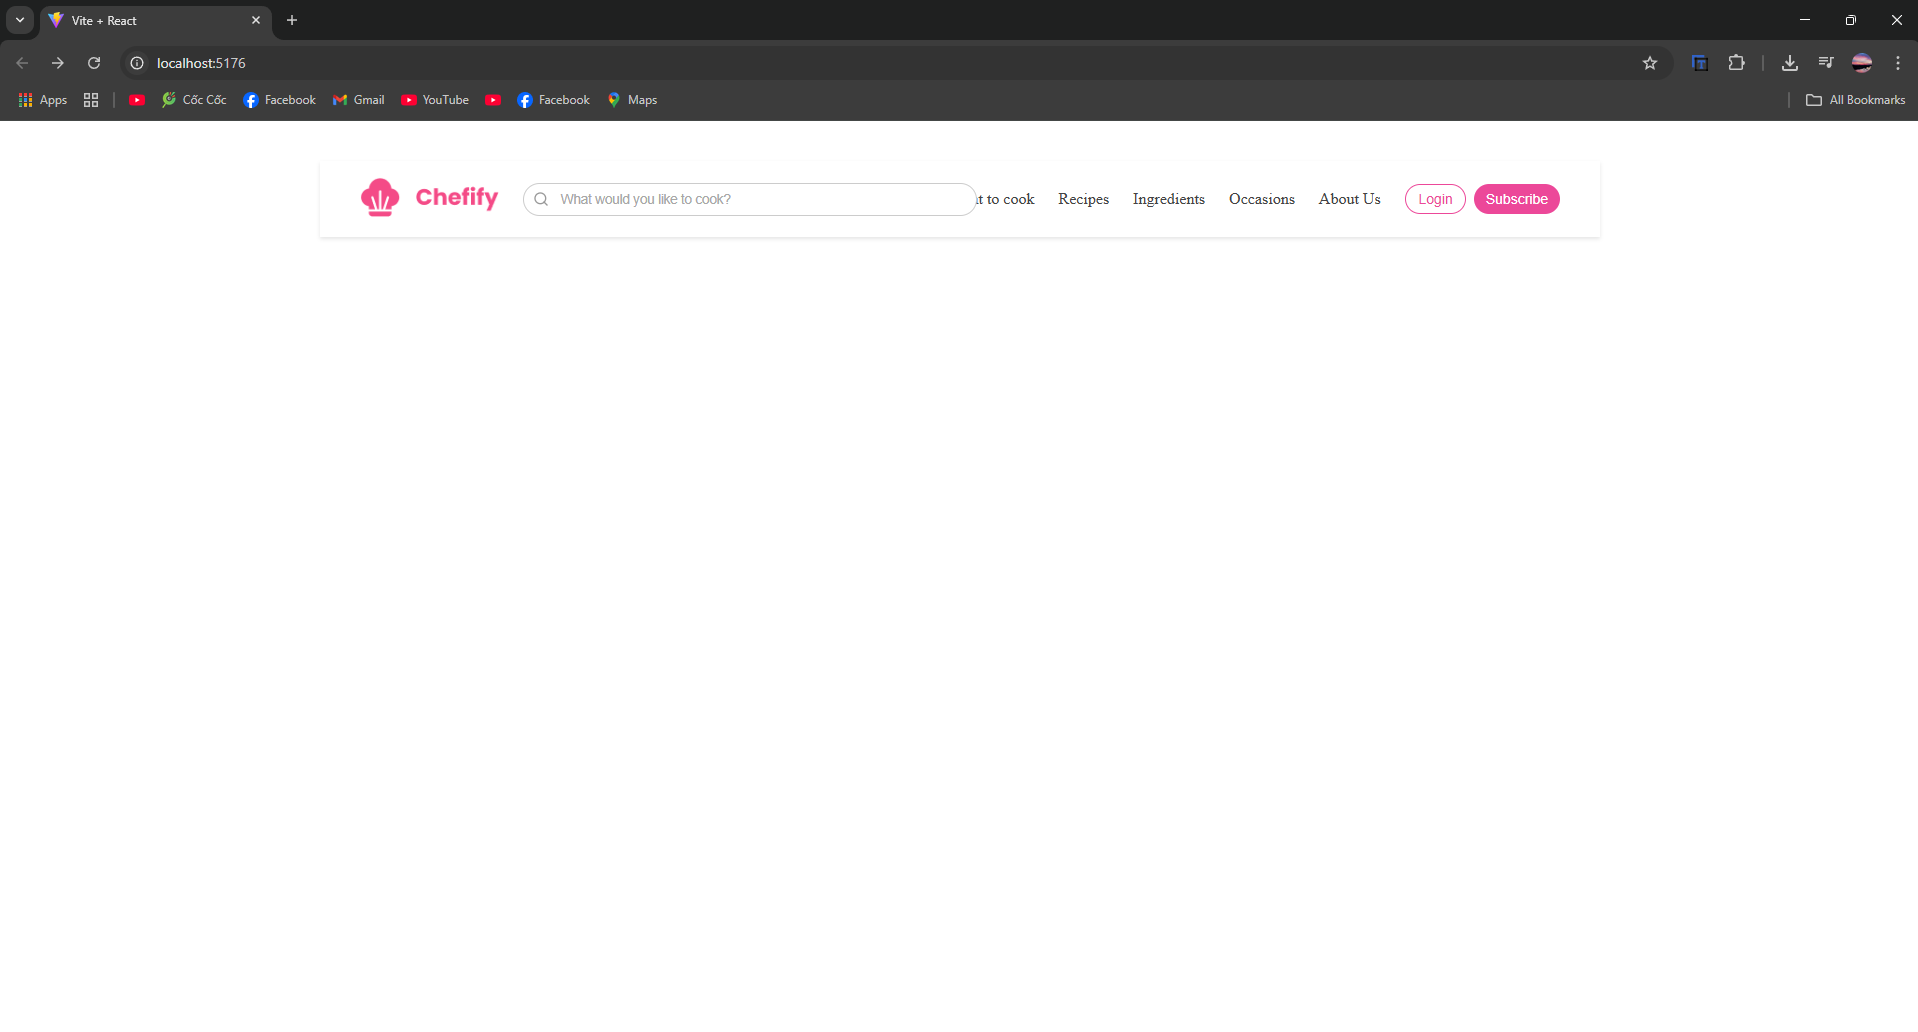 Vite + React
localhost:5176
Apps Cốc Cốc Facebook Gmail YouTube Facebook Maps All Bookmarks
Chefify What would you like to cook? to cook Recipes Ingredients Occasions About Us Login Subscribe